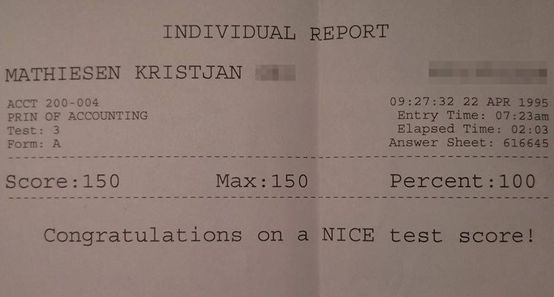 INDIVIDUAL REPORT
MATHIESEN KRISTJAN
ACCT 200-004 09:27:32 22 APR 1995
PRIN OF ACCOUNTING Entry Time: 07:23am
Test: 3 Elapsed Time: 02:03
Form: A Answer Sheet: 616645
Score:150 Max:150 Percent:100
Congratulations on a NICE test score!